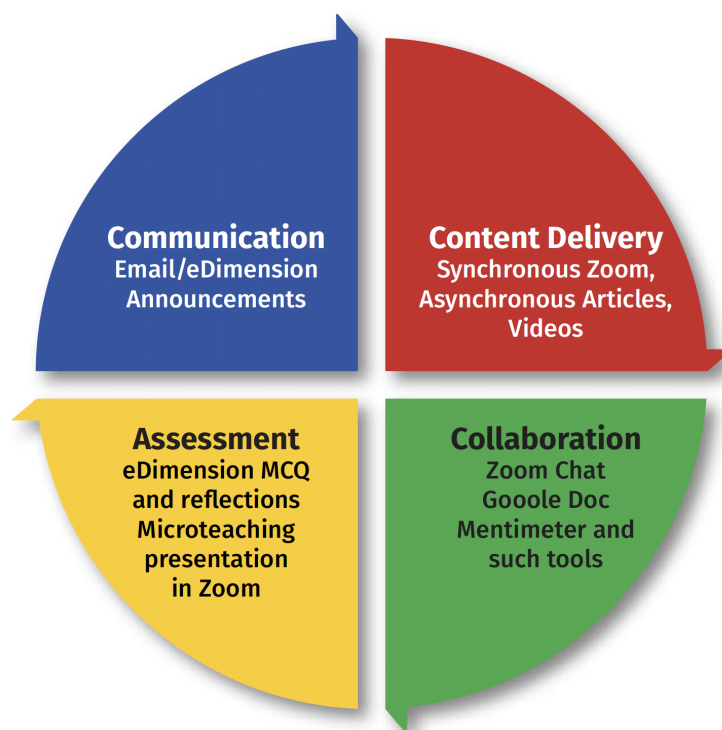 Communication
Email/eDimension
Announcements
Content Delivery
Synchronous Zoom,
Asynchronous Articles,
Videos
Assessment
eDimension MCQ
and reflections
Microteaching
presentation
in Zoom
Collaboration
Zoom Chat
Gooole Doc
Mentimeter and
such tools